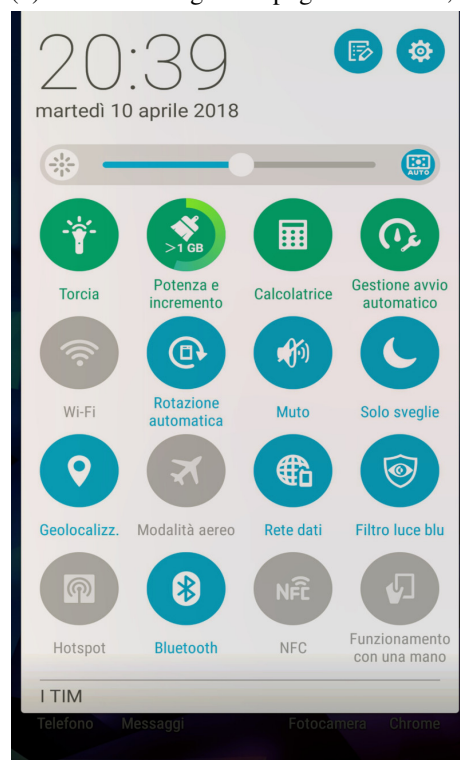 20:39
martedì 10 aprile 2018
AUTO
>1 GB
Torcia
Potenza e
incremento
Calcolatrice
Gestione avvio
automatico
Wi-Fi
Rotazione
automatica
Muto
Solo sveglie
Geolocalizz.
Modalità aereo
Rete dati
Filtro luce blu
NFC
Hotspot
Bluetooth
NFC
Funzionamento
con una mano
I TIM
Telefono Messaggi Fotocamera Chrome